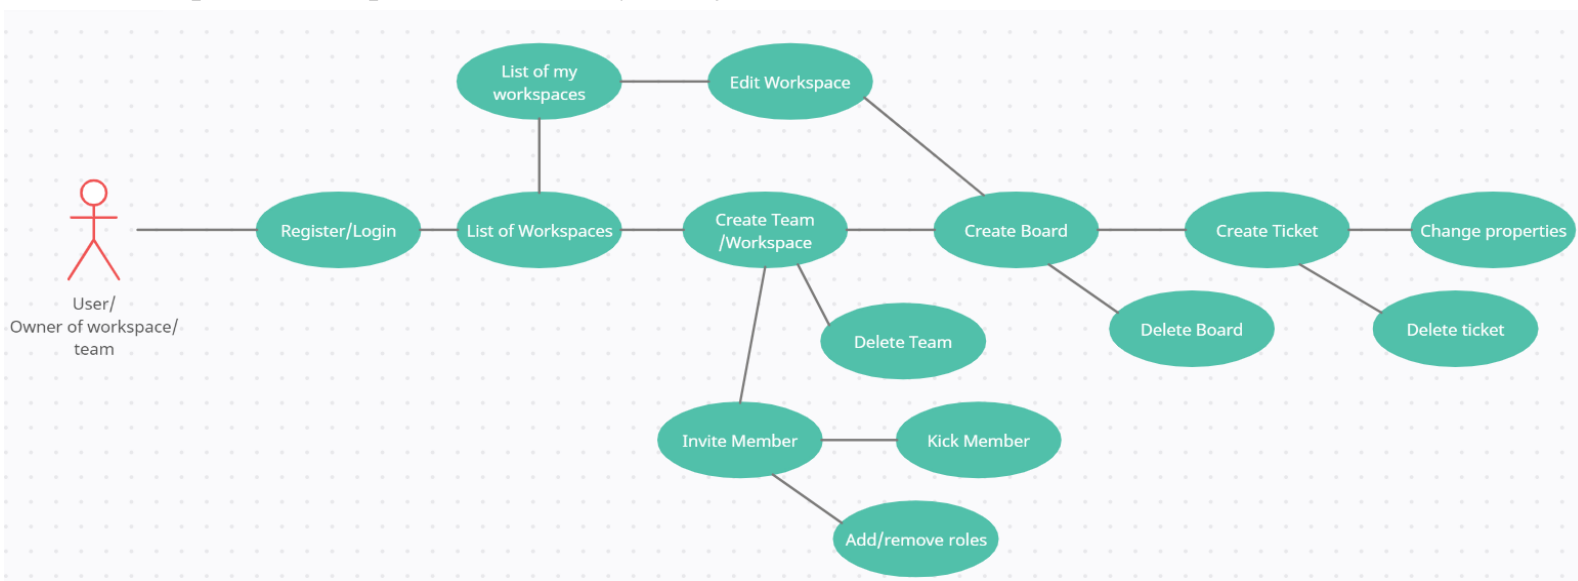 List of my
workspaces
Edit Workspace
Register/Login
List of Workspaces
Create Team
/Workspace
Create Board
Create Ticket
Change properties
User/
Owner of workspace/
team
Delete Team
Delete Board
Delete ticket
Invite Member
Kick Member
Add/remove roles